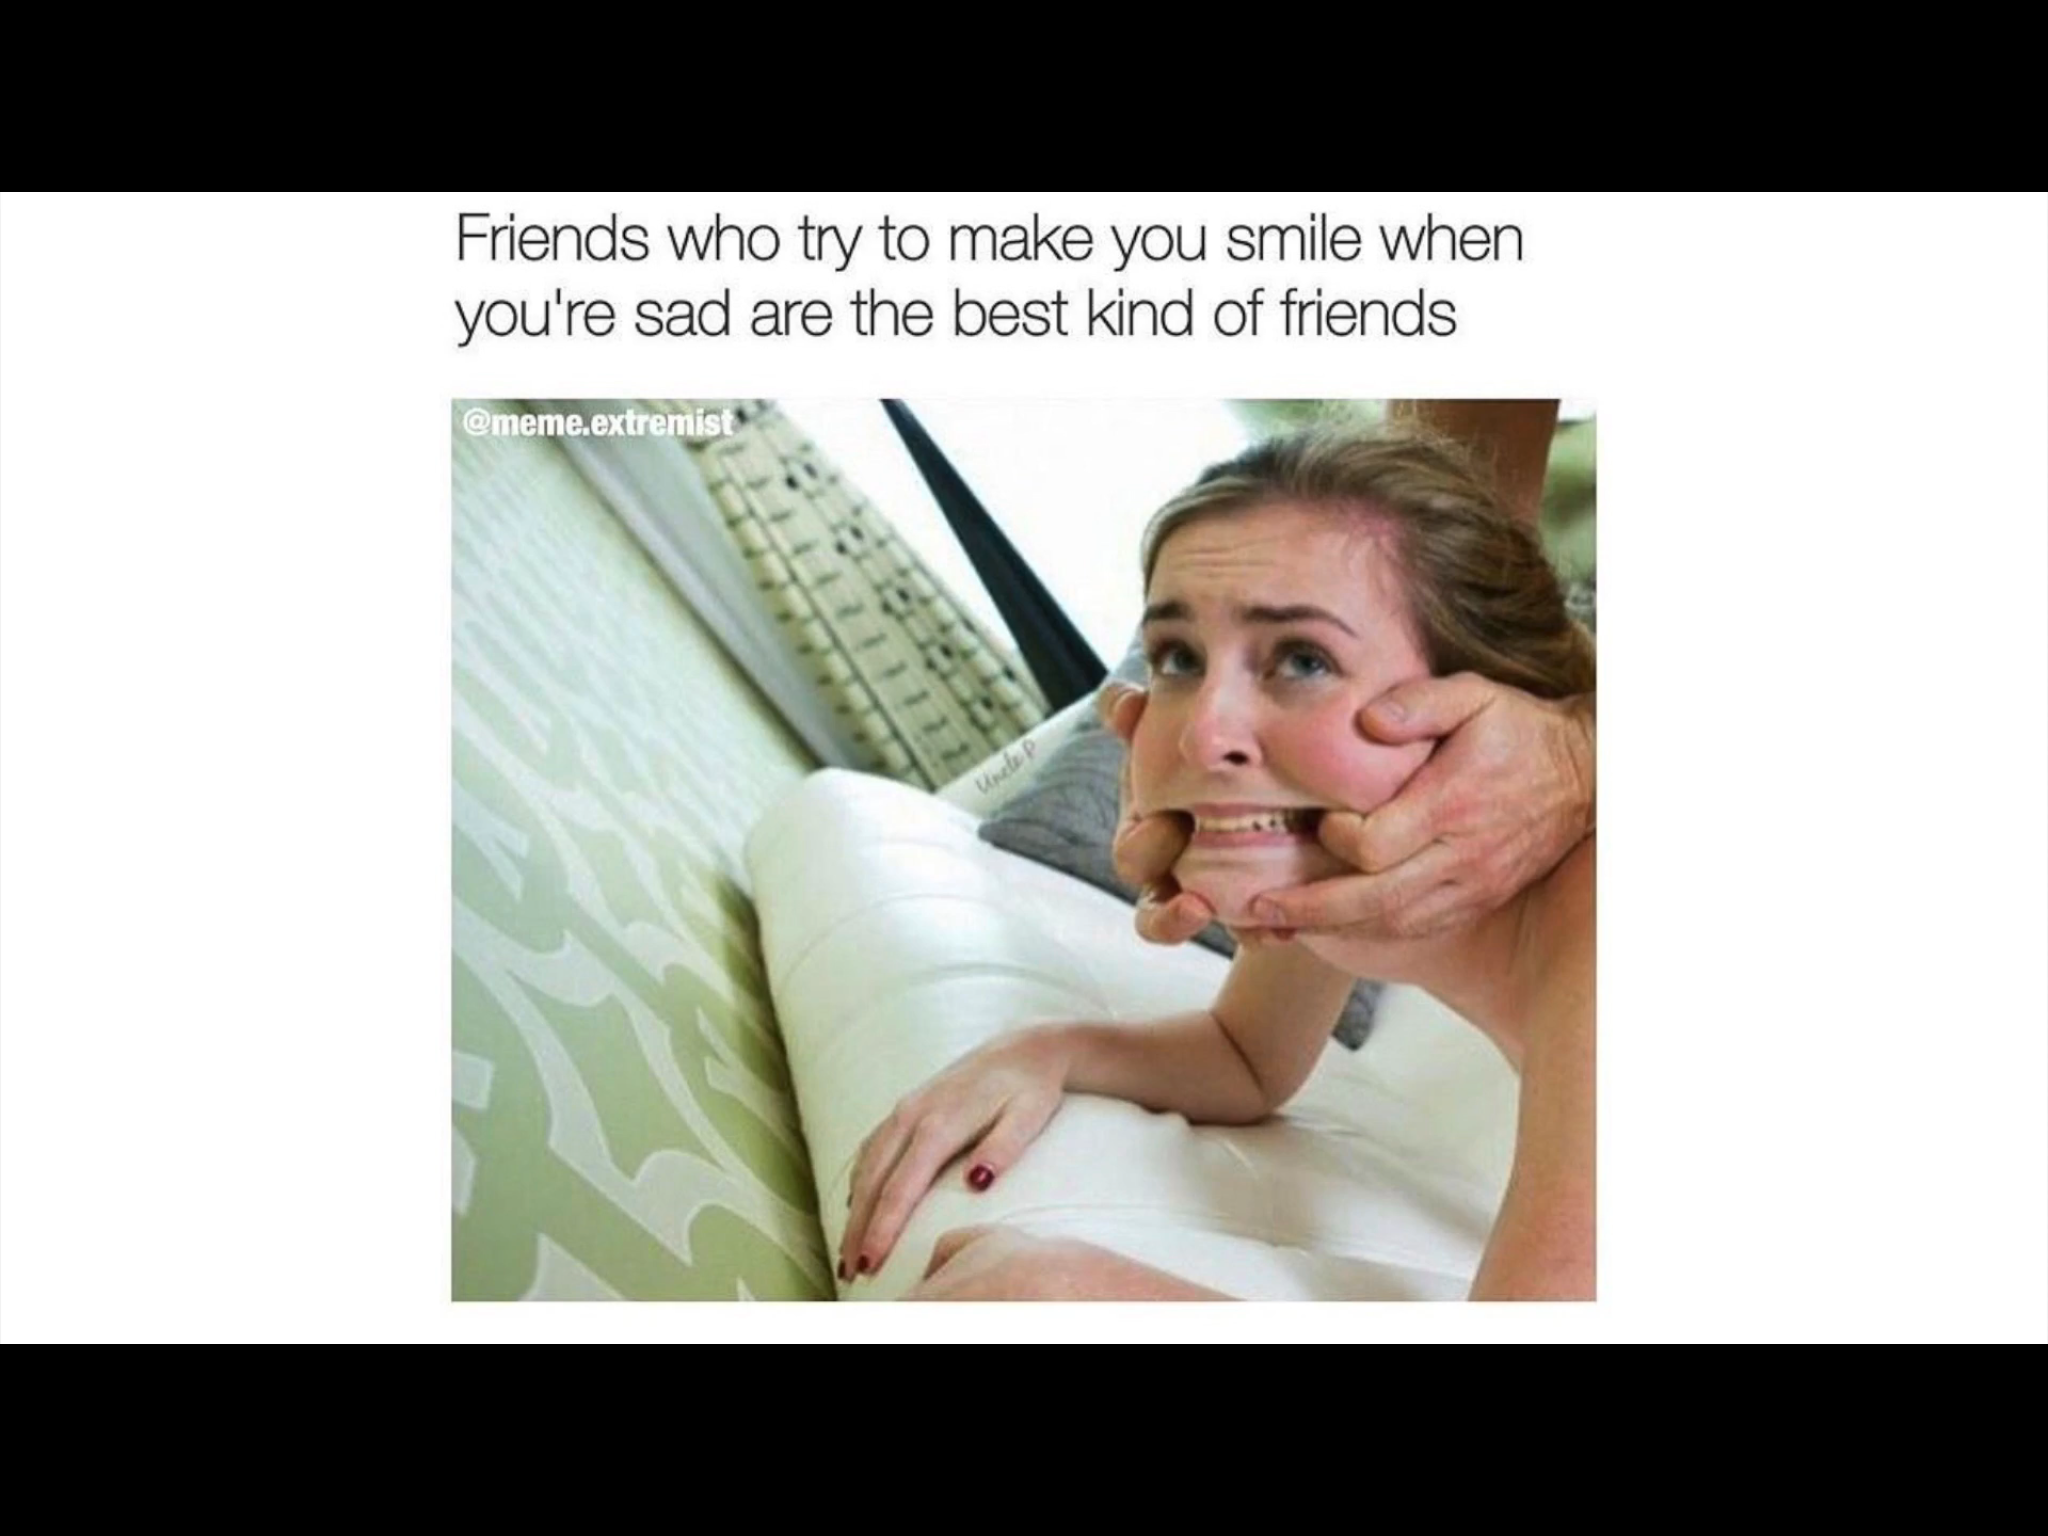 Friends who try to make you smile when
you're sad are the best kind of friends
@meme.extremist
Uncle P